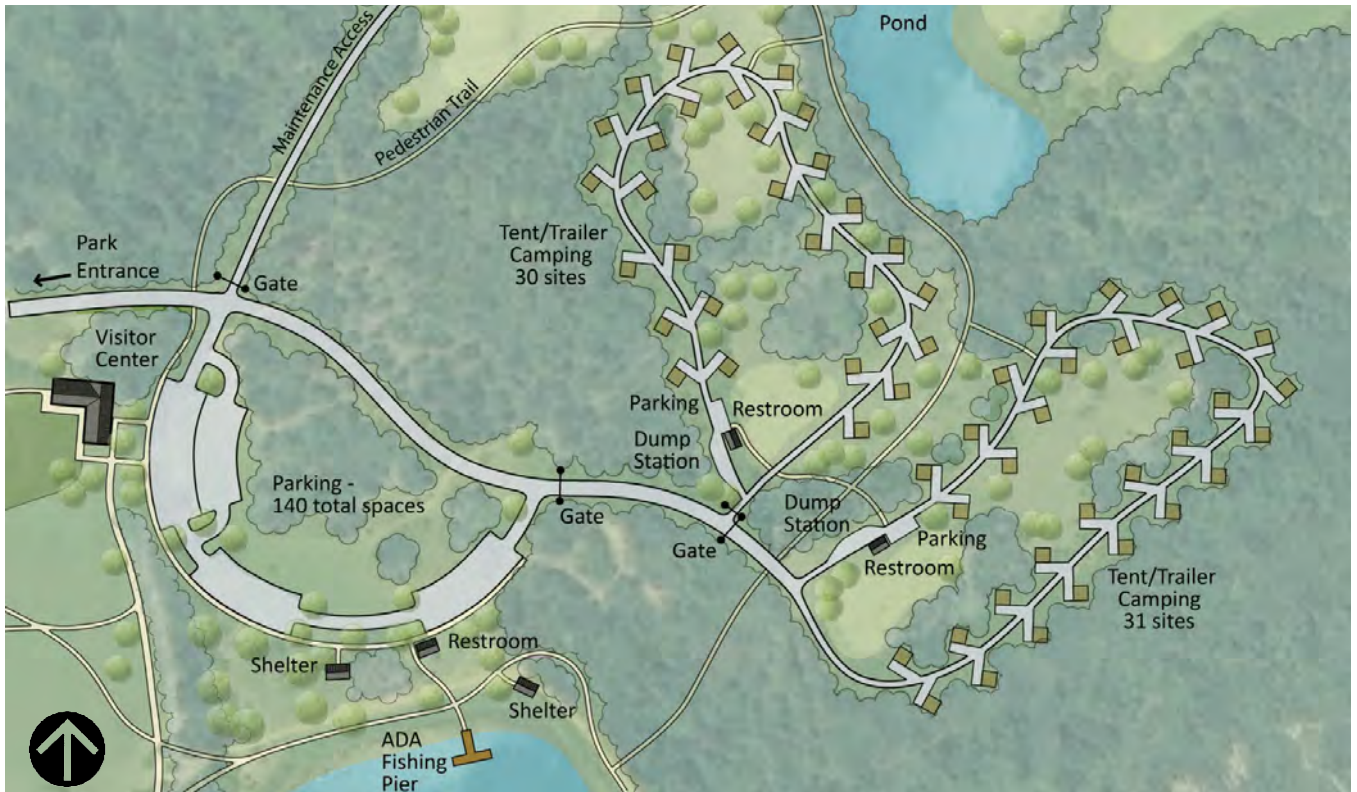 Pond
Maintenance Access
Pedestrian Trail
Tent/Trailer
Camping
30 sites
Park
Entrance
Gate
Visitor
Center
Parking
Restroom
Dump
Station
Parking -
140 total spaces
Gate
Dump
Station
Gate
Parking
Restroom
Tent/Trailer
Camping
31 sites
Restroom
Shelter
Shelter
ADA
Fishing
Pier